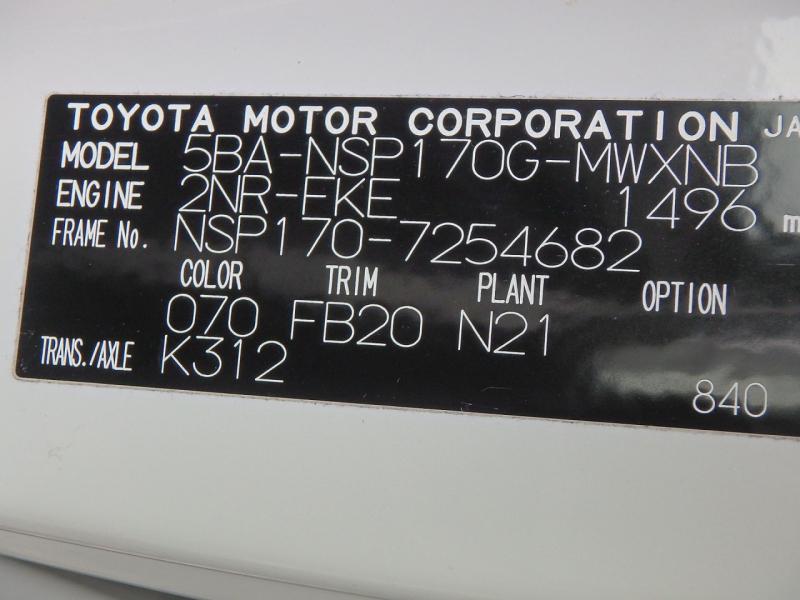 TOYOTA MOTOR CORPORATION JA
MODEL 5BA-NSP170G-MWXNB
ENGINE 2NR-FKE 1496 m
FRAME No. NSP170-7254682
COLOR TRIM PLANT OPTION
070 FB20 N21
TRANS./AXLE K312
840